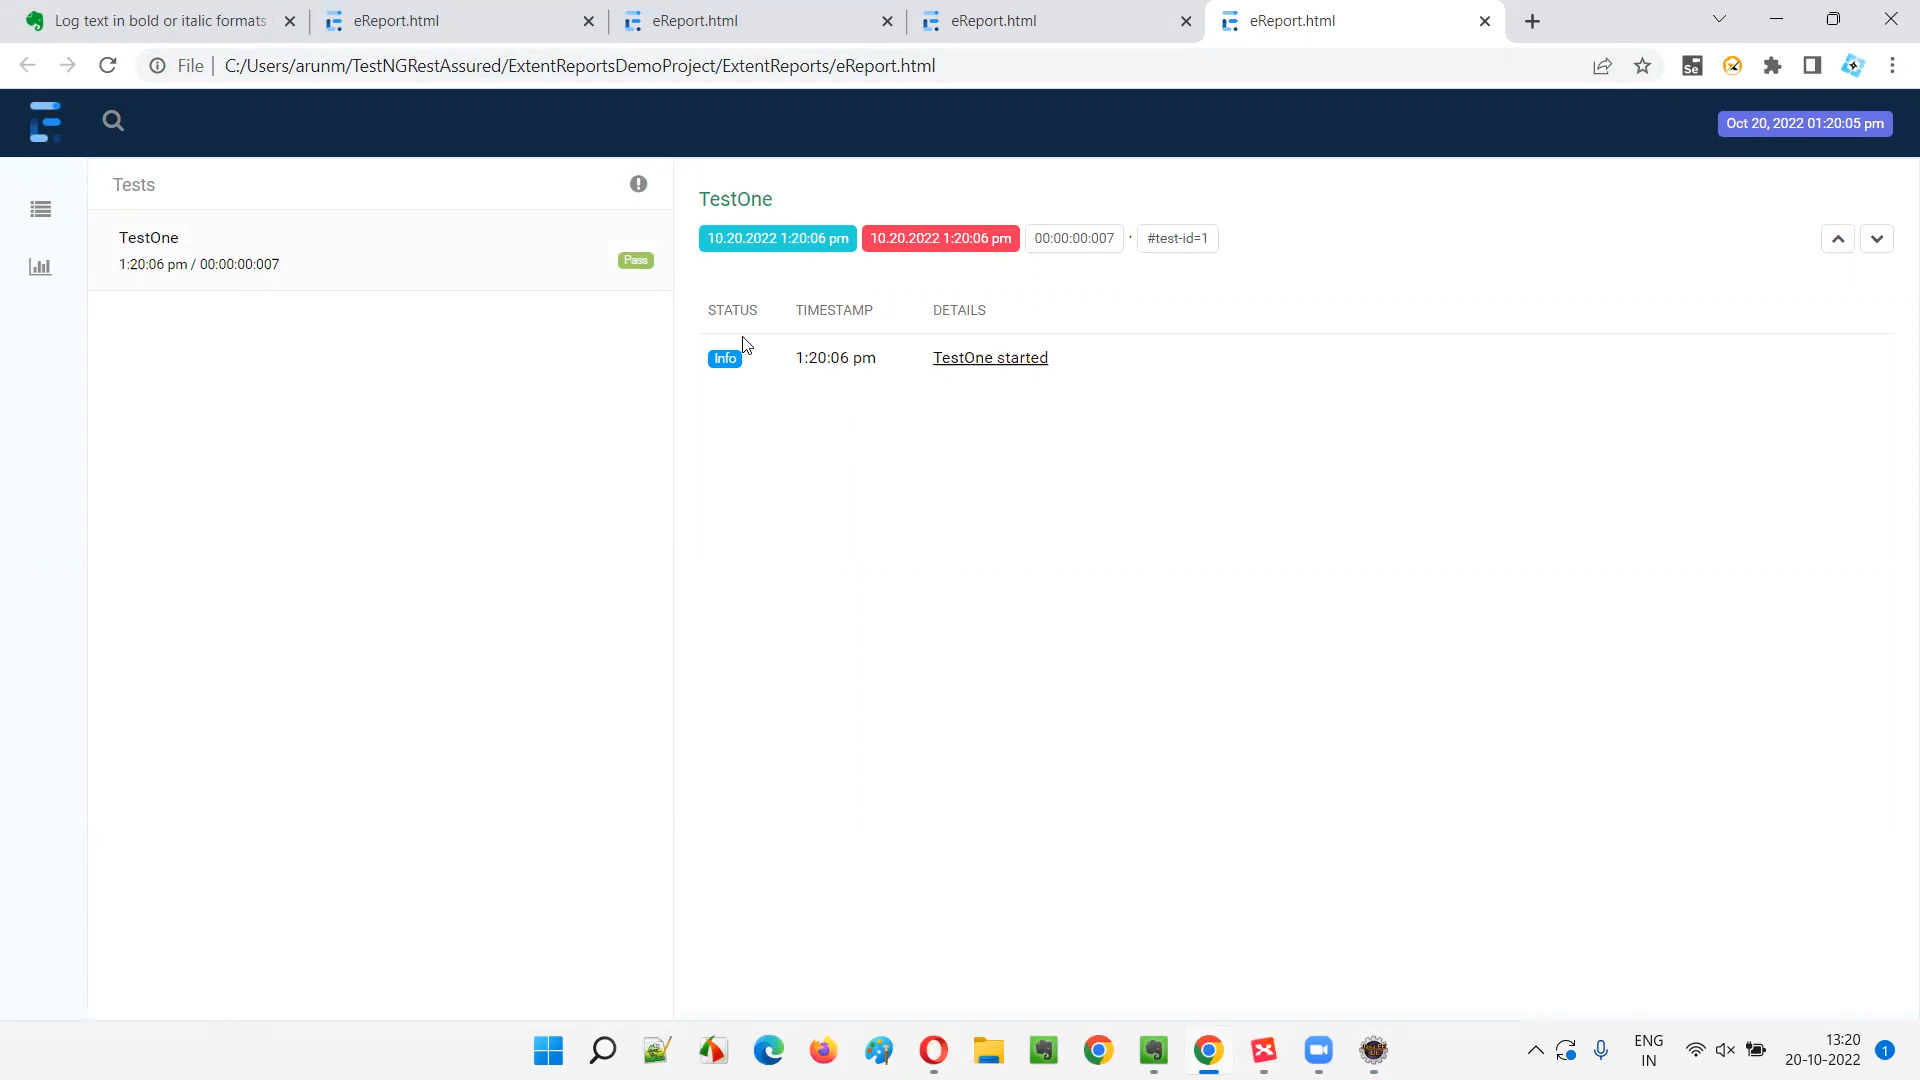 Log text in bold or italic formats
eReport.html
eReport.html
eReport.html
eReport.html
File
C:/Users/arunm/TestNGRestAssured/ExtentReportsDemoProject/ExtentReports/eReport.html
Se
Oct 20, 2022 01:20:05 pm
Tests
TestOne
1:20:06 pm / 00:00:00:007
Pass
TestOne
10.20.2022 1:20:06 pm
10.20.2022 1:20:06 pm
00:00:00:007
·
#test-id=1
STATUS TIMESTAMP DETAILS
Info 1:20:06 pm TestOne started
ENG
IN
13:20
20-10-2022
1